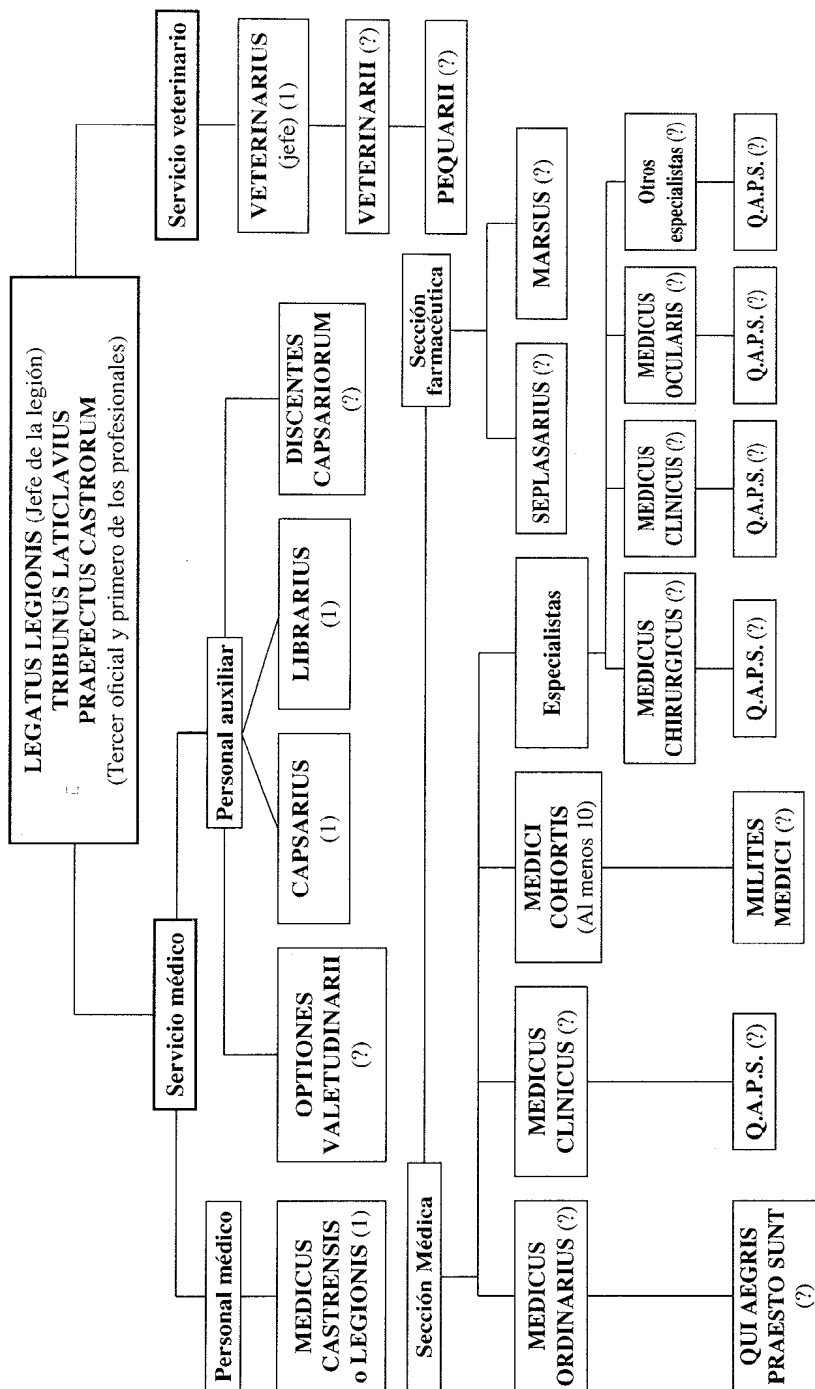 LEGATUS LEGIONIS (Jefe de la legión)
TRIBUNUS LATICLAVIUS
PRAEFECTUS CASTRORUM
(Tercer oficial y primero de los profesionales)
Servicio médico
Servicio veterinario
Personal médico
Personal auxiliar
VETERINARIUS
(jefe) (1)
VETERINARII (?)
PEQUARII (?)
MEDICUS
CASTRENSIS
o LEGIONIS (1)
OPTIONES
VALETUDINARII
(?)
CAPSARIUS
(1)
LIBRARIUS
(1)
DISCENTES
CAPSARIORUM
(?)
Sección Médica
Sección
farmacéutica
MEDICUS
ORDINARIUS (?)
MEDICUS
CLINICUS (?)
MEDICI
COHORTIS
(Al menos 10)
Especialistas
SEPLASARIUS (?)
MARSUS (?)
MEDICUS
CHIRURGICUS (?)
MEDICUS
CLINICUS (?)
MEDICUS
OCULARIS (?)
Otros
especialistas (?)
QUI AEGRIS
PRAESTO SUNT
(?)
Q.A.P.S. (?)
MILITES
MEDICI (?)
Q.A.P.S. (?)
Q.A.P.S. (?)
Q.A.P.S. (?)
Q.A.P.S. (?)